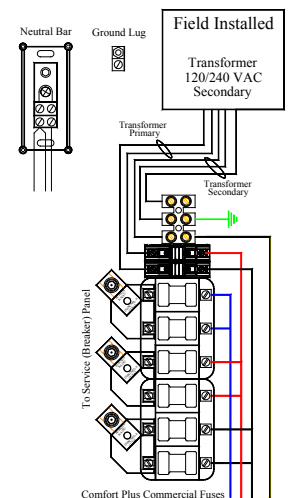 Neutral Bar
Ground Lug
Field Installed
Transformer
120/240 VAC
Secondary
Transformer
Primary
Transformer
Secondary
To Service (Breaker) Panel
Comfort Plus Commercial Fuses